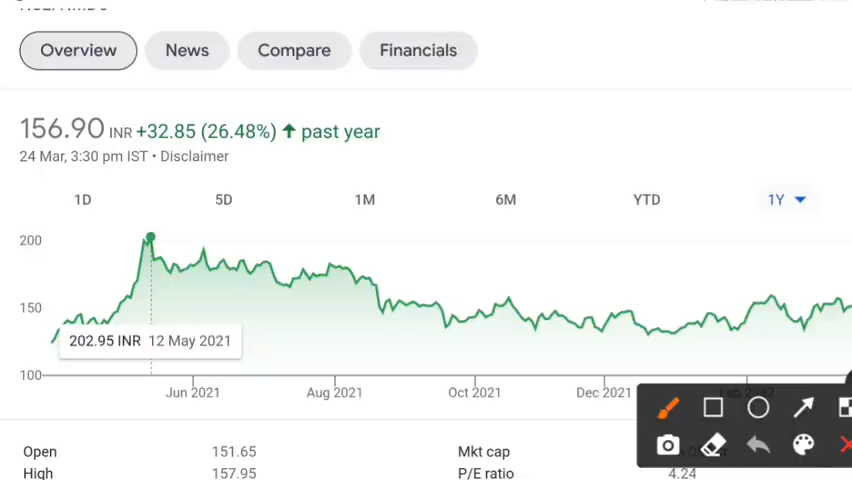 Overview News Compare Financials
156.90 INR +32.85 (26.48%) ↑ past year
24 Mar, 3:30 pm IST • Disclaimer
1D 5D 1M 6M YTD 1Y
200
150
202.95 INR 12 May 2021
100
Jun 2021 Aug 2021 Oct 2021 Dec 2021
Open 151.65 Mkt cap
High 157.95 P/E ratio 4.24